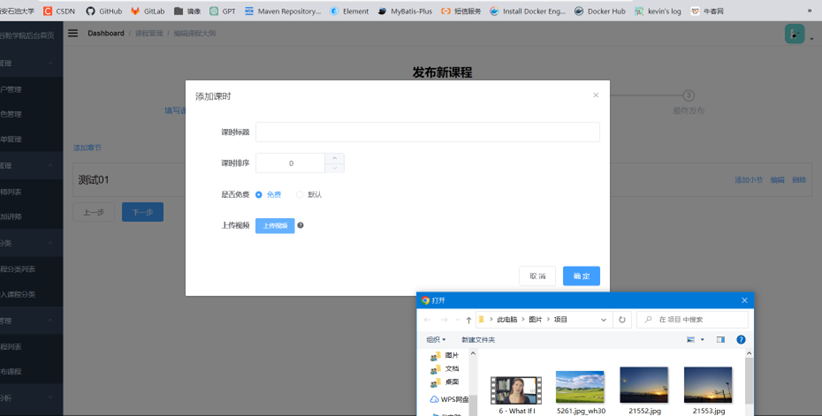 安石油大学 CSDN GitHub GitLab 镜像 GPT Maven Repository... Element MyBatis-Plus 短信服务 Install Docker Eng... Docker Hub kevin's log 牛客网 »
谷粒学院后台首页 Dashboard / 课程管理 / 编辑课程大纲
管理
户管理
色管理
单管理
管理
师列表
加讲师
分类
程分类列表
入课程分类
管理
程列表
布课程
分析
发布新课程
填写课
3
最终发布
添加章节
测试01
添加小节 编辑 删除
上一步 下一步
添加课时 ×
课时标题
课时排序 0
是否免费 免费 默认
上传视频 上传视频 ?
取 消 确 定
打开 ×
此电脑 > 图片 > 项目 在 项目 中搜索
组织 新建文件夹 ?
图片
文档
桌面
WPS网盘
6 - What If I
5261.jpg_wh30
21552.jpg
21553.jpg